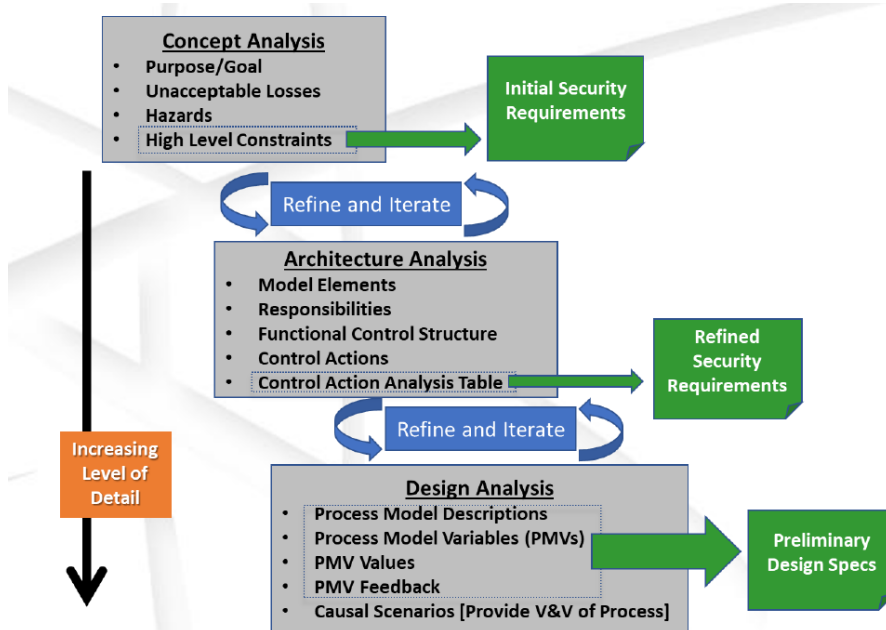 Concept Analysis
• Purpose/Goal
• Unacceptable Losses
• Hazards
• High Level Constraints
Initial Security
Requirements
Refine and Iterate
Architecture Analysis
• Model Elements
• Responsibilities
• Functional Control Structure
• Control Actions
• Control Action Analysis Table
Refined
Security
Requirements
Refine and Iterate
Increasing
Level of
Detail
Design Analysis
• Process Model Descriptions
• Process Model Variables (PMVs)
• PMV Values
• PMV Feedback
• Causal Scenarios [Provide V&V of Process]
Preliminary
Design Specs